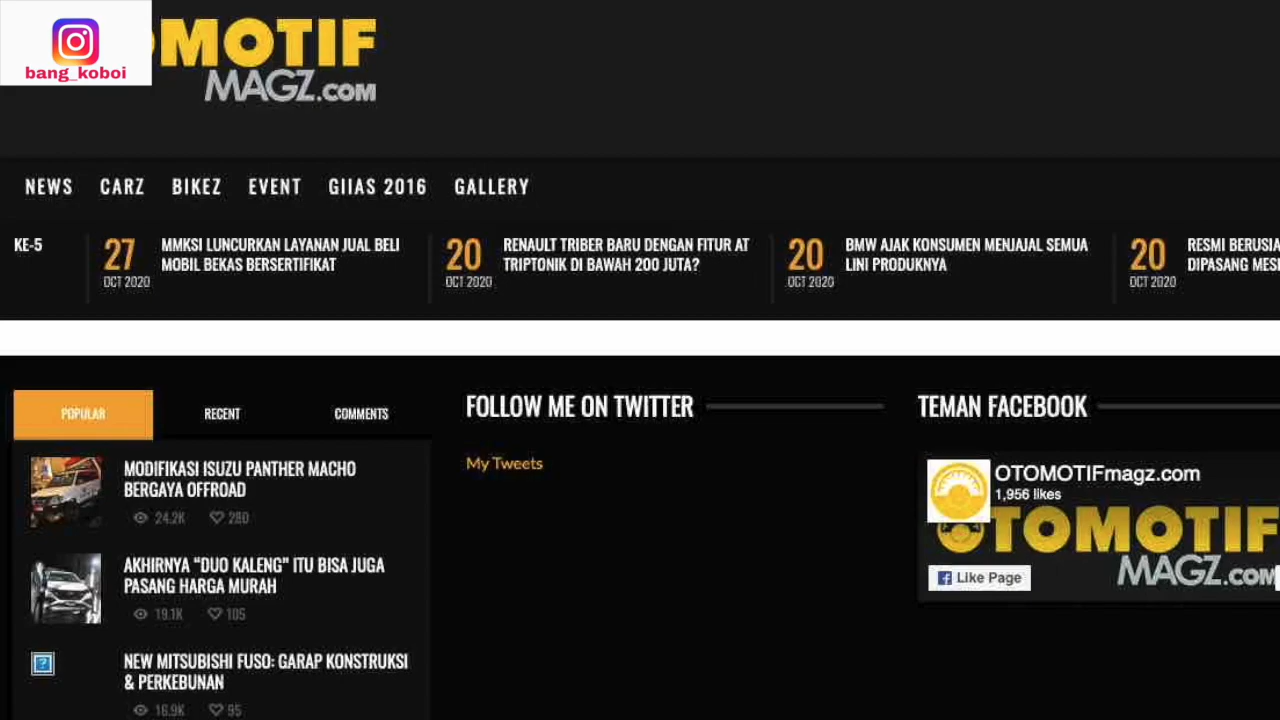 bang_koboi
OMOTIF
MAGZ.COM
NEWS CARZ BIKEZ EVENT GIIAS 2016 GALLERY
KE-5
27
OCT 2020
MMKSI LUNCURKAN LAYANAN JUAL BELI
MOBIL BEKAS BERSERTIFIKAT
20
OCT 2020
RENAULT TRIBER BARU DENGAN FITUR AT
TRIPTONIK DI BAWAH 200 JUTA?
20
OCT 2020
BMW AJAK KONSUMEN MENJAJAL SEMUA
LINI PRODUKNYA
20
OCT 2020
RESMI BERUSIA
DIPASANG MESI
POPULAR RECENT COMMENTS
MODIFIKASI ISUZU PANTHER MACHO
BERGAYA OFFROAD
24.2K 280
AKHIRNYA “DUO KALENG” ITU BISA JUGA
PASANG HARGA MURAH
19.1K 105
NEW MITSUBISHI FUSO: GARAP KONSTRUKSI
& PERKEBUNAN
16.9K 95
FOLLOW ME ON TWITTER
My Tweets
TEMAN FACEBOOK
OTOMOTIFmagz.com
1,956 likes
OTOMOTIF
MAGZ.COM
Like Page